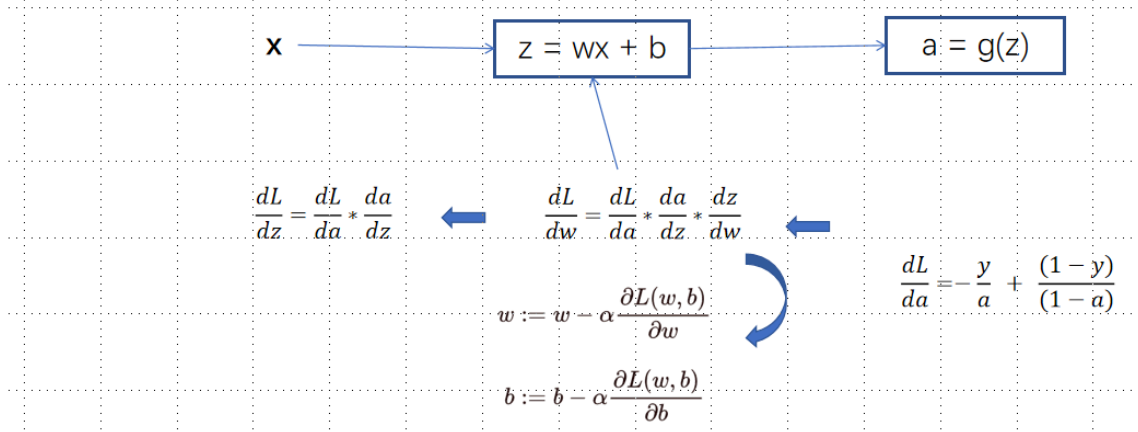 x
z = wx + b
a = g(z)
dL/dz = dL/da * da/dz
dL/dw = dL/da * da/dz * dz/dw
dL/da = - y/a + (1 − y)/(1 − a)
w := w − α ∂L(w, b)/∂w
b := b − α ∂L(w, b)/∂b